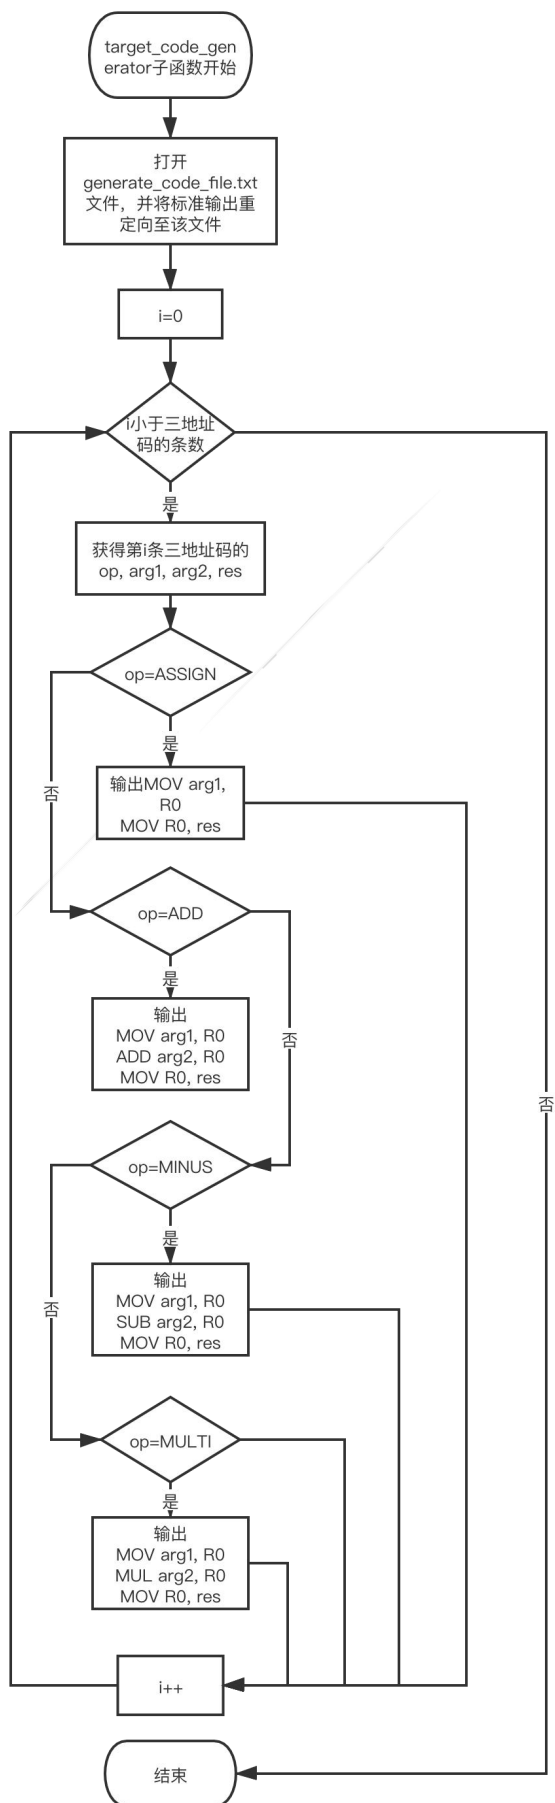 target_code_gen
erator子函数开始
打开
generate_code_file.txt
文件，并将标准输出重
定向至该文件
i=0
i小于三地址
码的条数
是
获得第i条三地址码的
op, arg1, arg2, res
op=ASSIGN
是
否
输出MOV arg1,
R0
MOV R0, res
op=ADD
是
输出
MOV arg1, R0
ADD arg2, R0
MOV R0, res
否
否
op=MINUS
是
输出
MOV arg1, R0
SUB arg2, R0
MOV R0, res
否
op=MULTI
是
输出
MOV arg1, R0
MUL arg2, R0
MOV R0, res
i++
结束